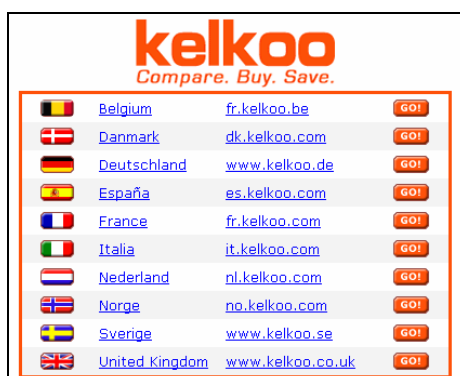 kelkoo
Compare. Buy. Save.
Belgium fr.kelkoo.be GO!
Danmark dk.kelkoo.com GO!
Deutschland www.kelkoo.de GO!
España es.kelkoo.com GO!
France fr.kelkoo.com GO!
Italia it.kelkoo.com GO!
Nederland nl.kelkoo.com GO!
Norge no.kelkoo.com GO!
Sverige www.kelkoo.se GO!
United Kingdom www.kelkoo.co.uk GO!